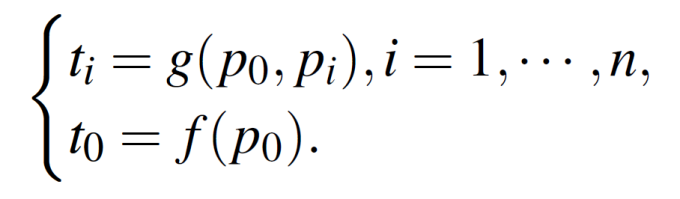 t_i = g(p_0, p_i), i = 1, ⋯ , n,
t_0 = f(p_0).